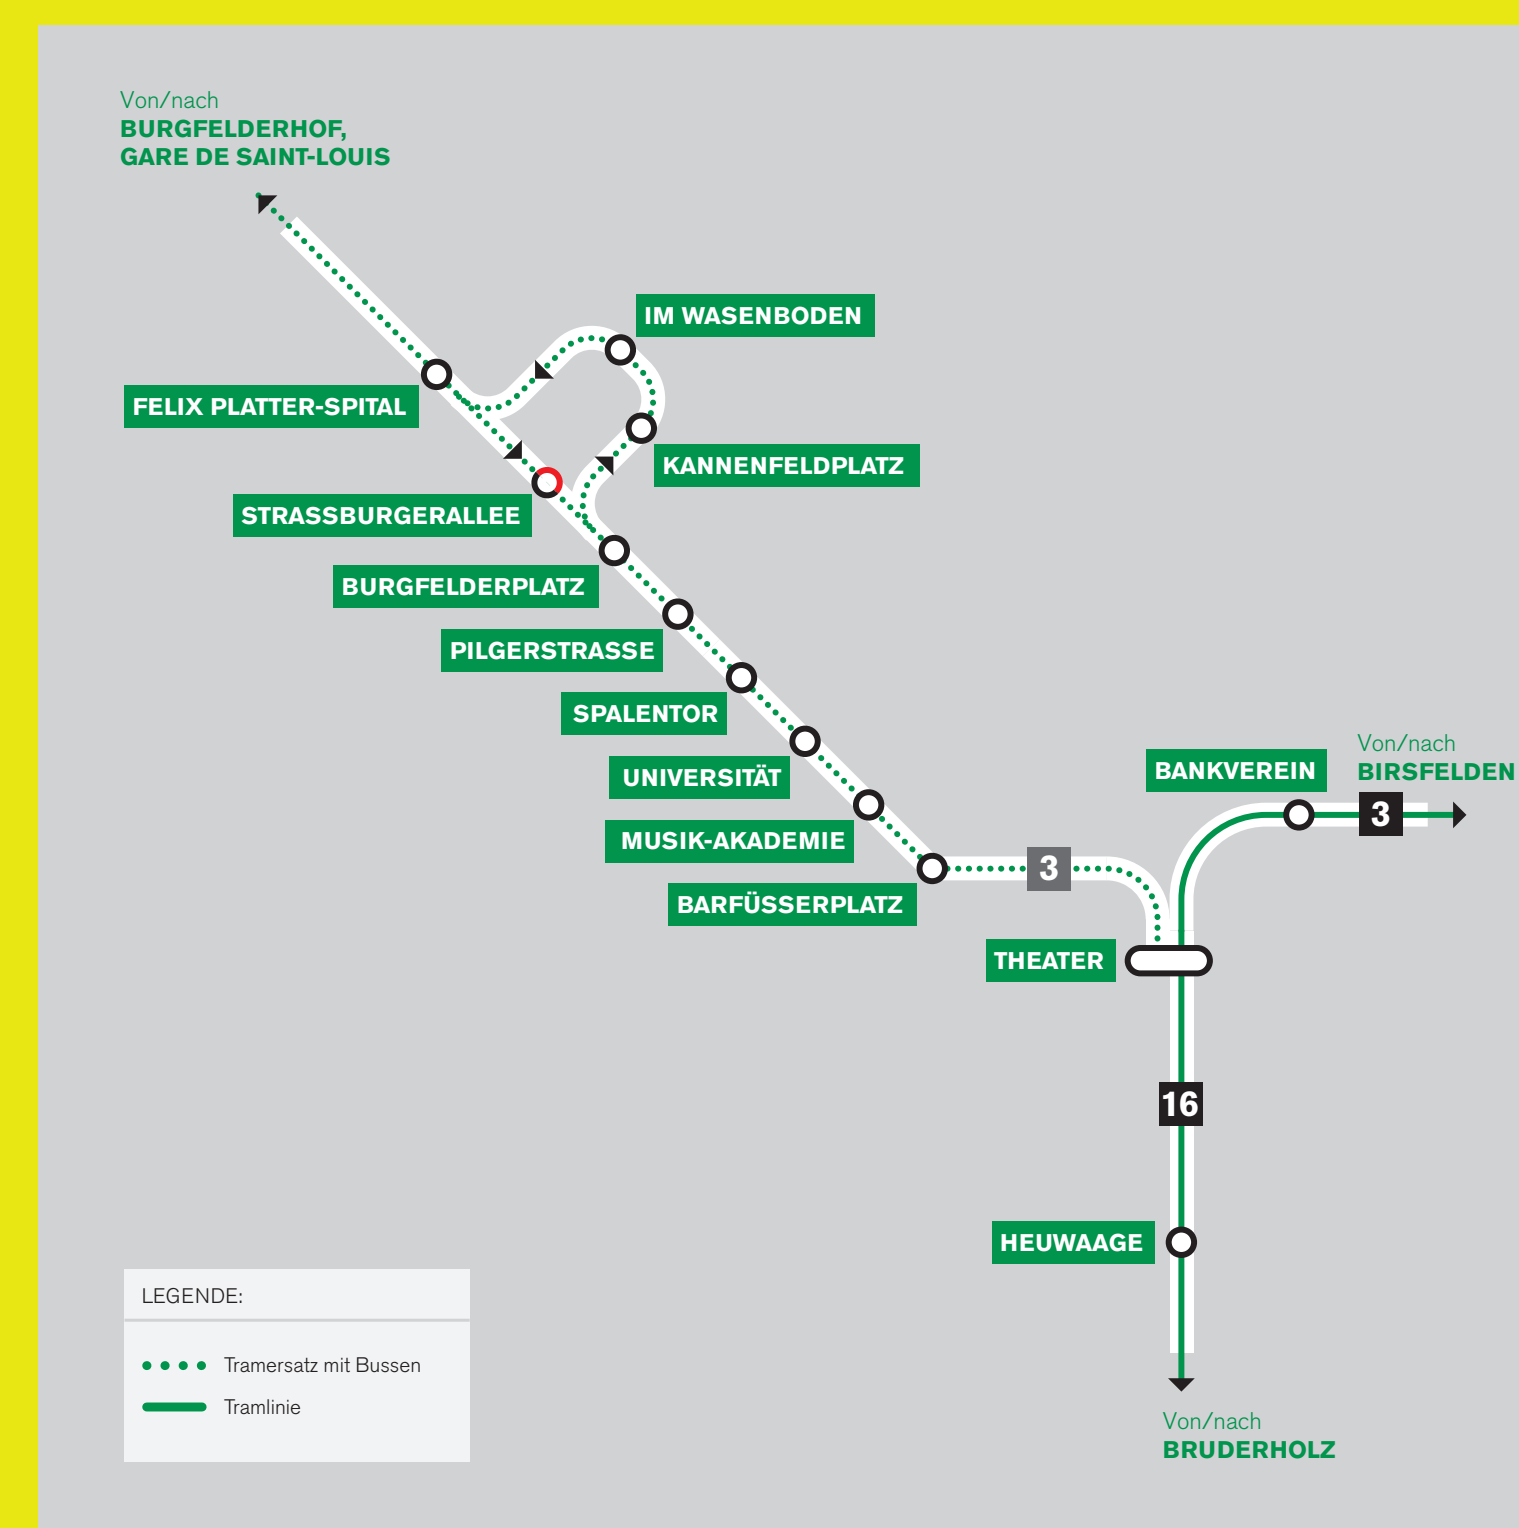 Von/nach
BURGFELDERHOF,
GARE DE SAINT-LOUIS
IM WASENBODEN
FELIX PLATTER-SPITAL
KANNENFELDPLATZ
STRASSBURGERALLEE
BURGFELDERPLATZ
PILGERSTRASSE
SPALENTOR
UNIVERSITÄT
MUSIK-AKADEMIE
BARFÜSSERPLATZ
3
Von/nach
BIRSFELDEN
BANKVEREIN
3
THEATER
16
HEUWAAGE
Von/nach
BRUDERHOLZ
LEGENDE:
Tramersatz mit Bussen
Tramlinie